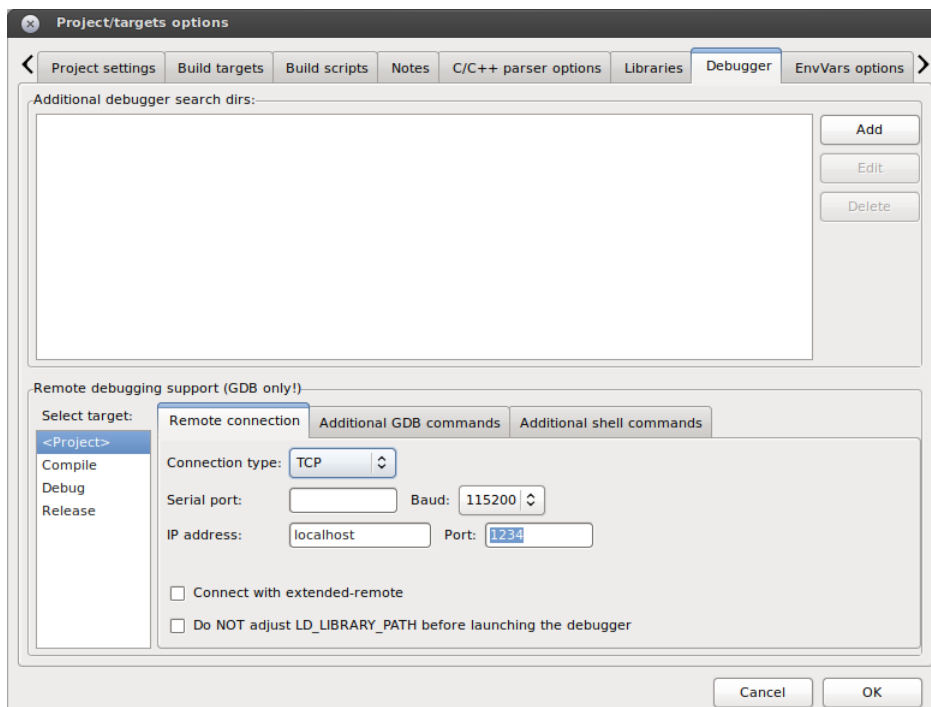 Project/targets options
Project settings Build targets Build scripts Notes C/C++ parser options Libraries Debugger EnvVars options
Additional debugger search dirs:
Add
Edit
Delete
Remote debugging support (GDB only!)
Select target:
<Project>
Compile
Debug
Release
Remote connection Additional GDB commands Additional shell commands
Connection type: TCP
Serial port: Baud: 115200
IP address: localhost Port: 1234
Connect with extended-remote
Do NOT adjust LD_LIBRARY_PATH before launching the debugger
Cancel OK